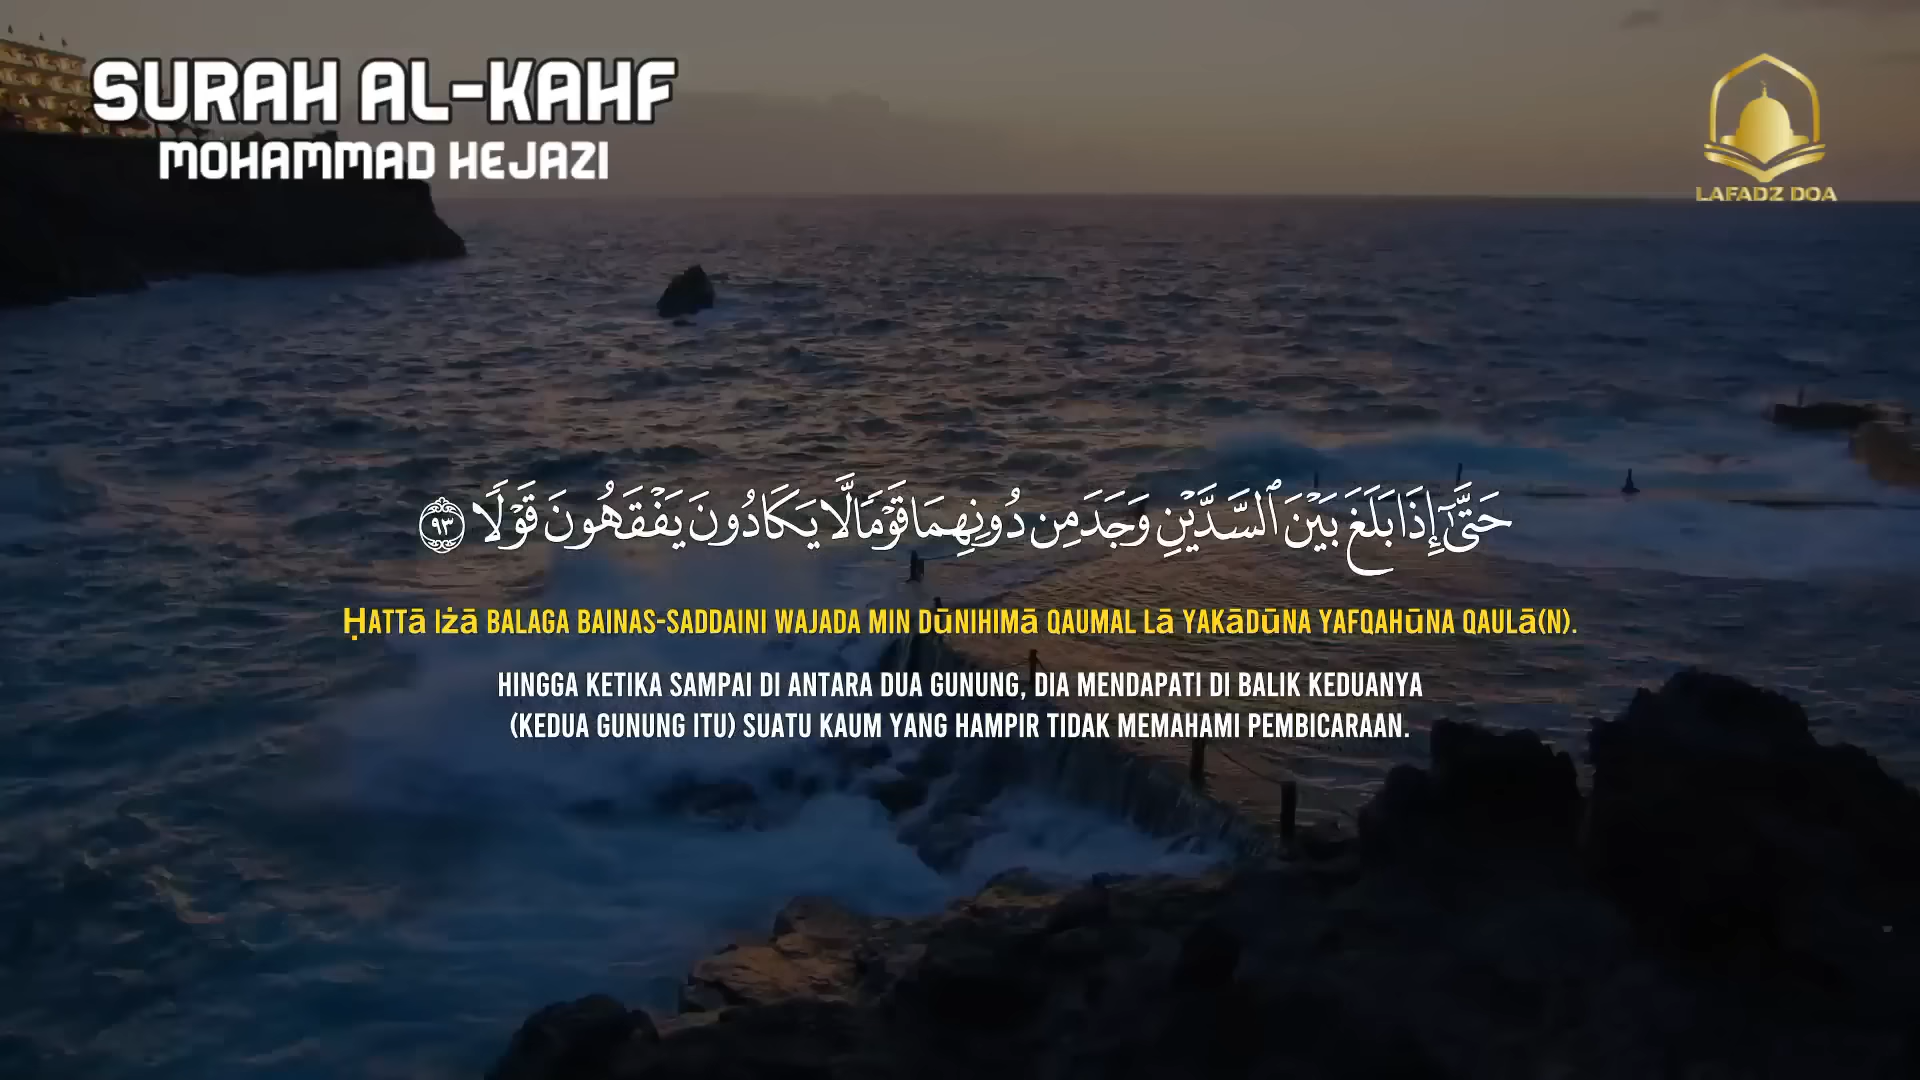 SURAH AL-KAHF
MOHAMMAD HEJAZI
LAFADZ DOA
حَتَّىٰٓ إِذَا بَلَغَ بَيْنَ ٱلسَّدَّيْنِ وَجَدَ مِن دُونِهِمَا قَوْمًا لَّا يَكَادُونَ يَفْقَهُونَ قَوْلًا ٩٣
ḤATTā Iżā BALAGA BAINAS-SADDAINI WAJADA MIN DūNIHIMā QAUMAL Lā YAKāDūNA YAFQAHūNA QAULā(N).
HINGGA KETIKA SAMPAI DI ANTARA DUA GUNUNG, DIA MENDAPATI DI BALIK KEDUANYA
(KEDUA GUNUNG ITU) SUATU KAUM YANG HAMPIR TIDAK MEMAHAMI PEMBICARAAN.